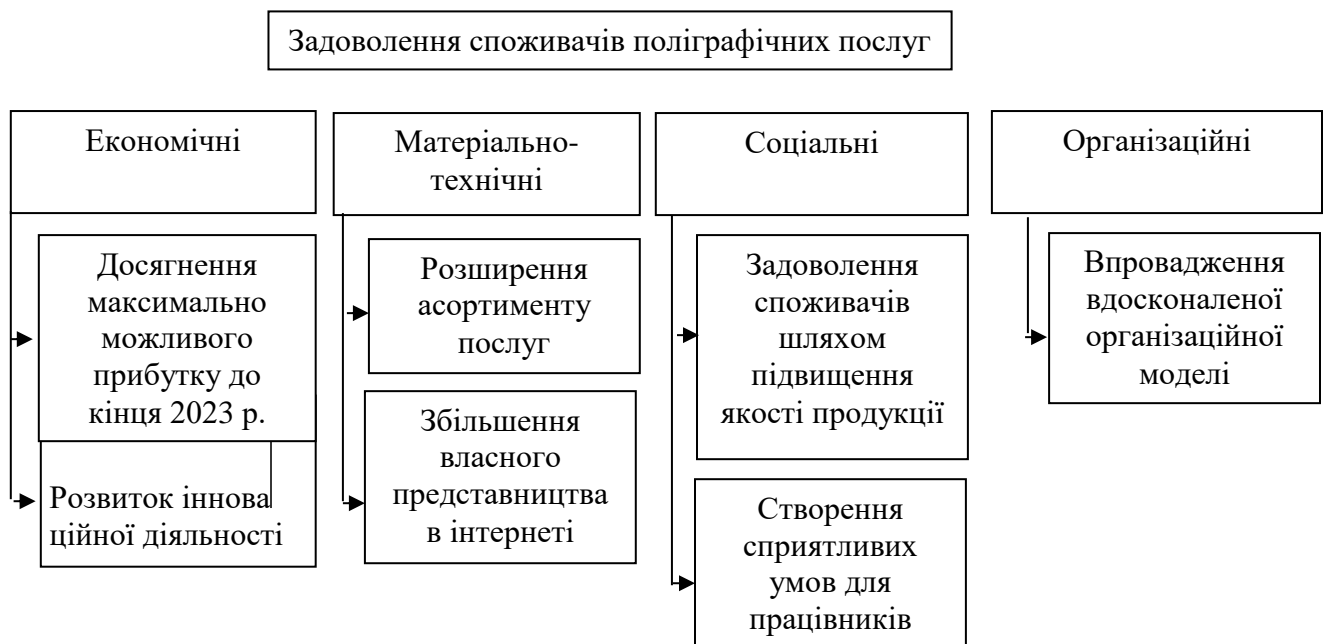 Задоволення споживачів поліграфічних послуг
Економічні
Матеріально-
технічні
Соціальні
Організаційні
Досягнення
максимально
можливого
прибутку до
кінця 2023 р.
Розвиток іннова
ційної діяльності
Розширення
асортименту
послуг
Збільшення
власного
представництва
в інтернеті
Задоволення
споживачів
шляхом
підвищення
якості продукції
Створення
сприятливих
умов для
працівників
Впровадження
вдосконаленої
організаційної
моделі